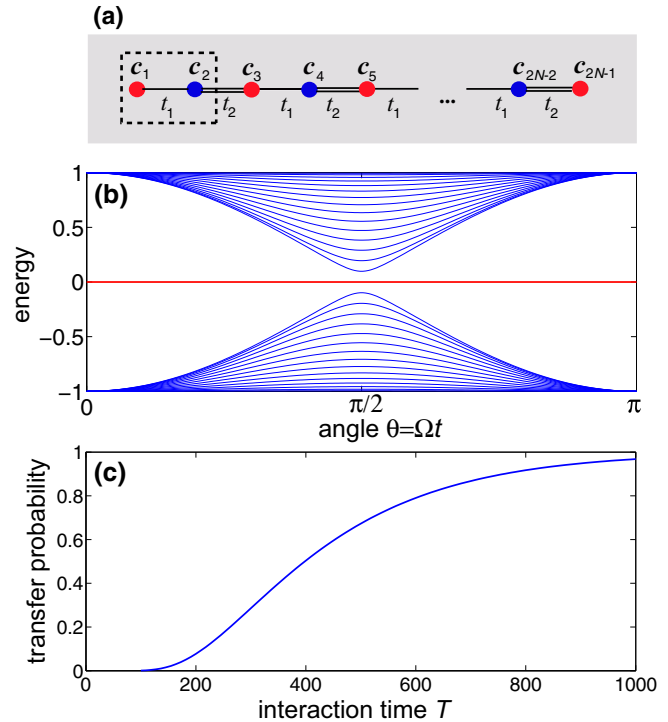 (a)
c1 c2 c3 c4 c5 c2N-2 c2N-1
t1 t2 t1 t2 t1 ... t1 t2
(b)
energy
1
0.5
0
−0.5
−1
0 π/2 π
angle θ=Ωt
(c)
transfer probability
1
0.8
0.6
0.4
0.2
0
0 200 400 600 800 1000
interaction time T